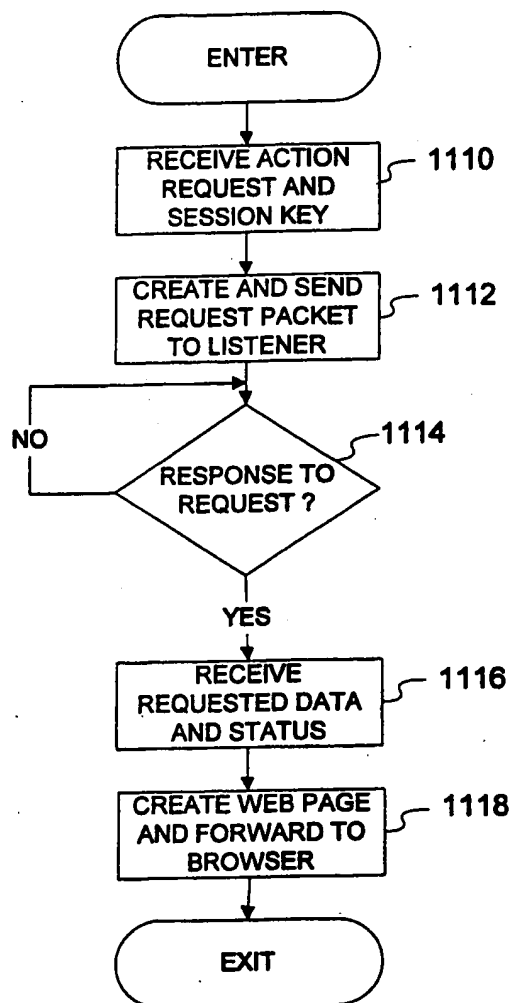 ENTER
RECEIVE ACTION
REQUEST AND
SESSION KEY
1110
CREATE AND SEND
REQUEST PACKET
TO LISTENER
1112
NO
1114
RESPONSE TO
REQUEST ?
YES
RECEIVE
REQUESTED DATA
AND STATUS
1116
CREATE WEB PAGE
AND FORWARD TO
BROWSER
1118
EXIT